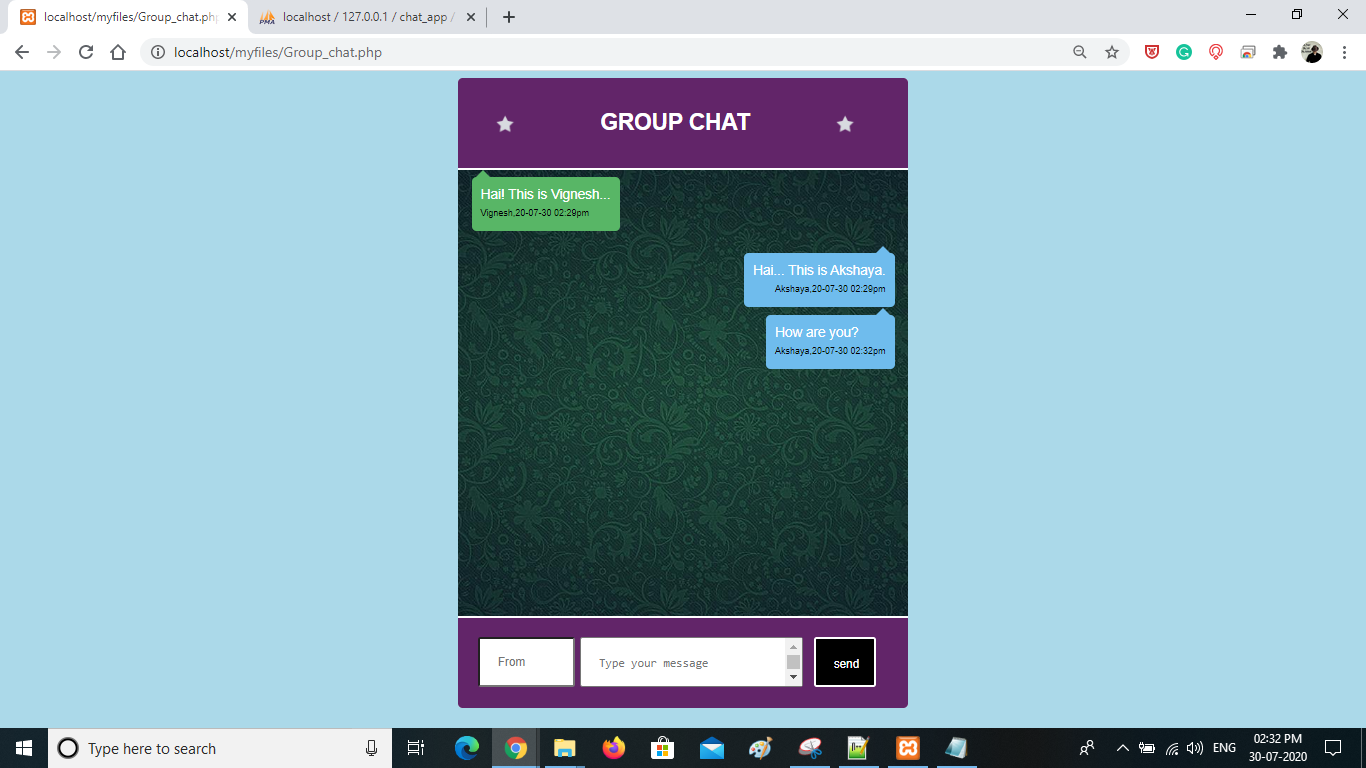 localhost/myfiles/Group_chat.php
localhost / 127.0.0.1 / chat_app /
localhost/myfiles/Group_chat.php
GROUP CHAT
Hai! This is Vignesh...
Vignesh,20-07-30 02:29pm
Hai... This is Akshaya.
Akshaya,20-07-30 02:29pm
How are you?
Akshaya,20-07-30 02:32pm
From
Type your message
send
Type here to search
ENG
02:32 PM
30-07-2020